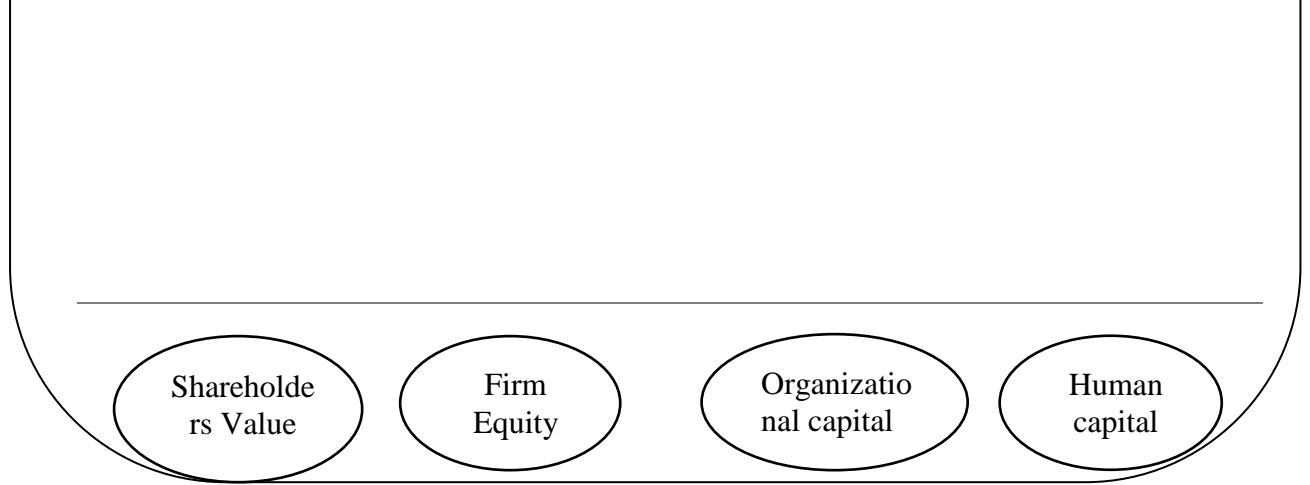 Shareholde
rs Value
Firm
Equity
Organizatio
nal capital
Human
capital